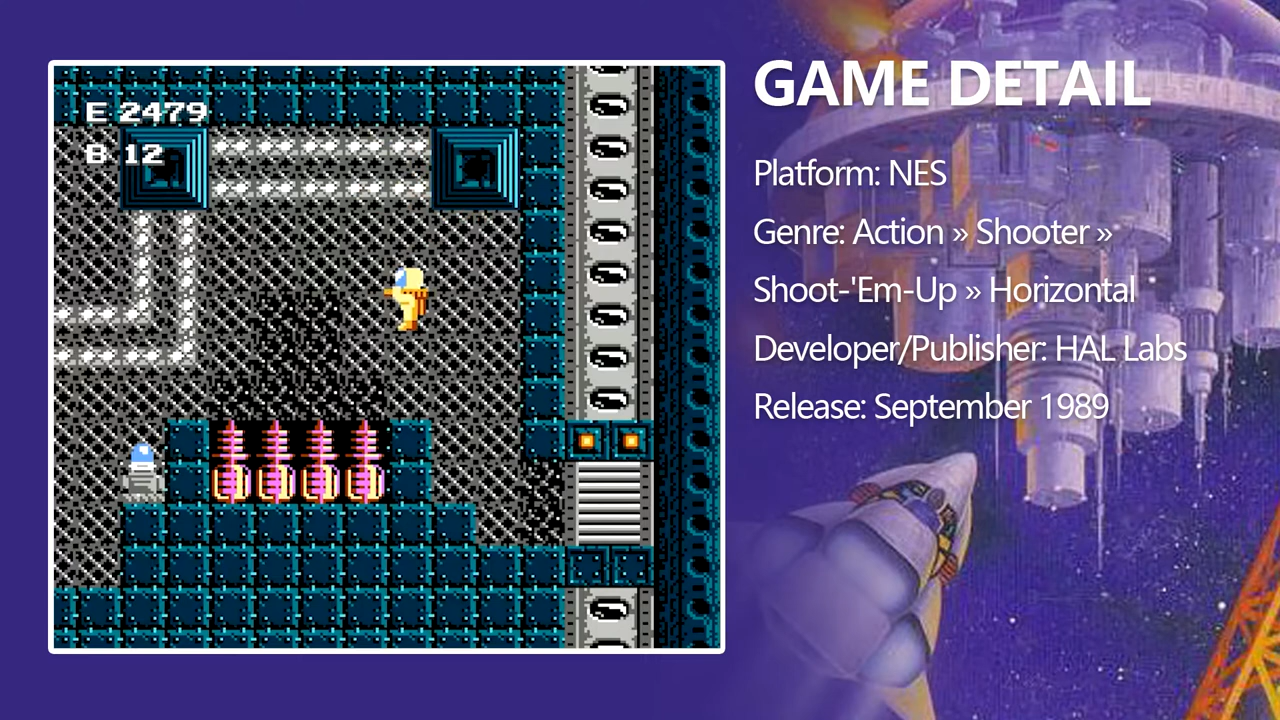 E 2479
B 12
GAME DETAIL
Platform: NES
Genre: Action » Shooter »
Shoot-'Em-Up » Horizontal
Developer/Publisher: HAL Labs
Release: September 1989